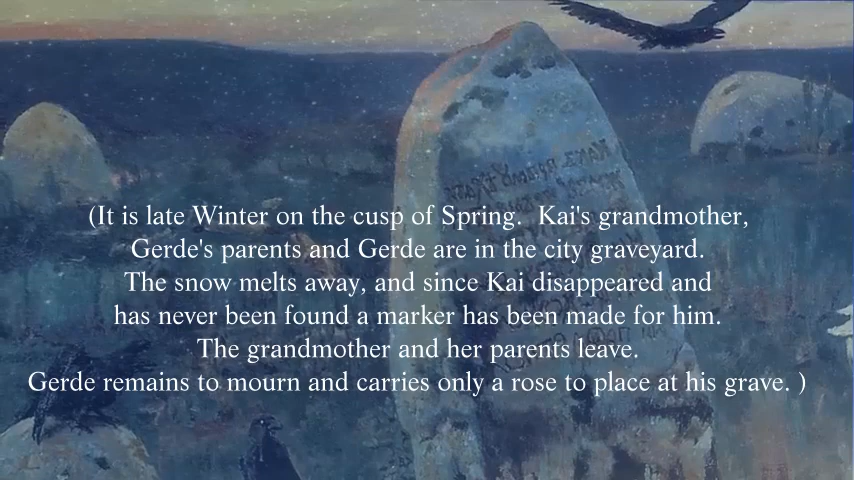 (It is late Winter on the cusp of Spring.  Kai's grandmother,
Gerde's parents and Gerde are in the city graveyard.
The snow melts away, and since Kai disappeared and
has never been found a marker has been made for him.
The grandmother and her parents leave.
Gerde remains to mourn and carries only a rose to place at his grave. )